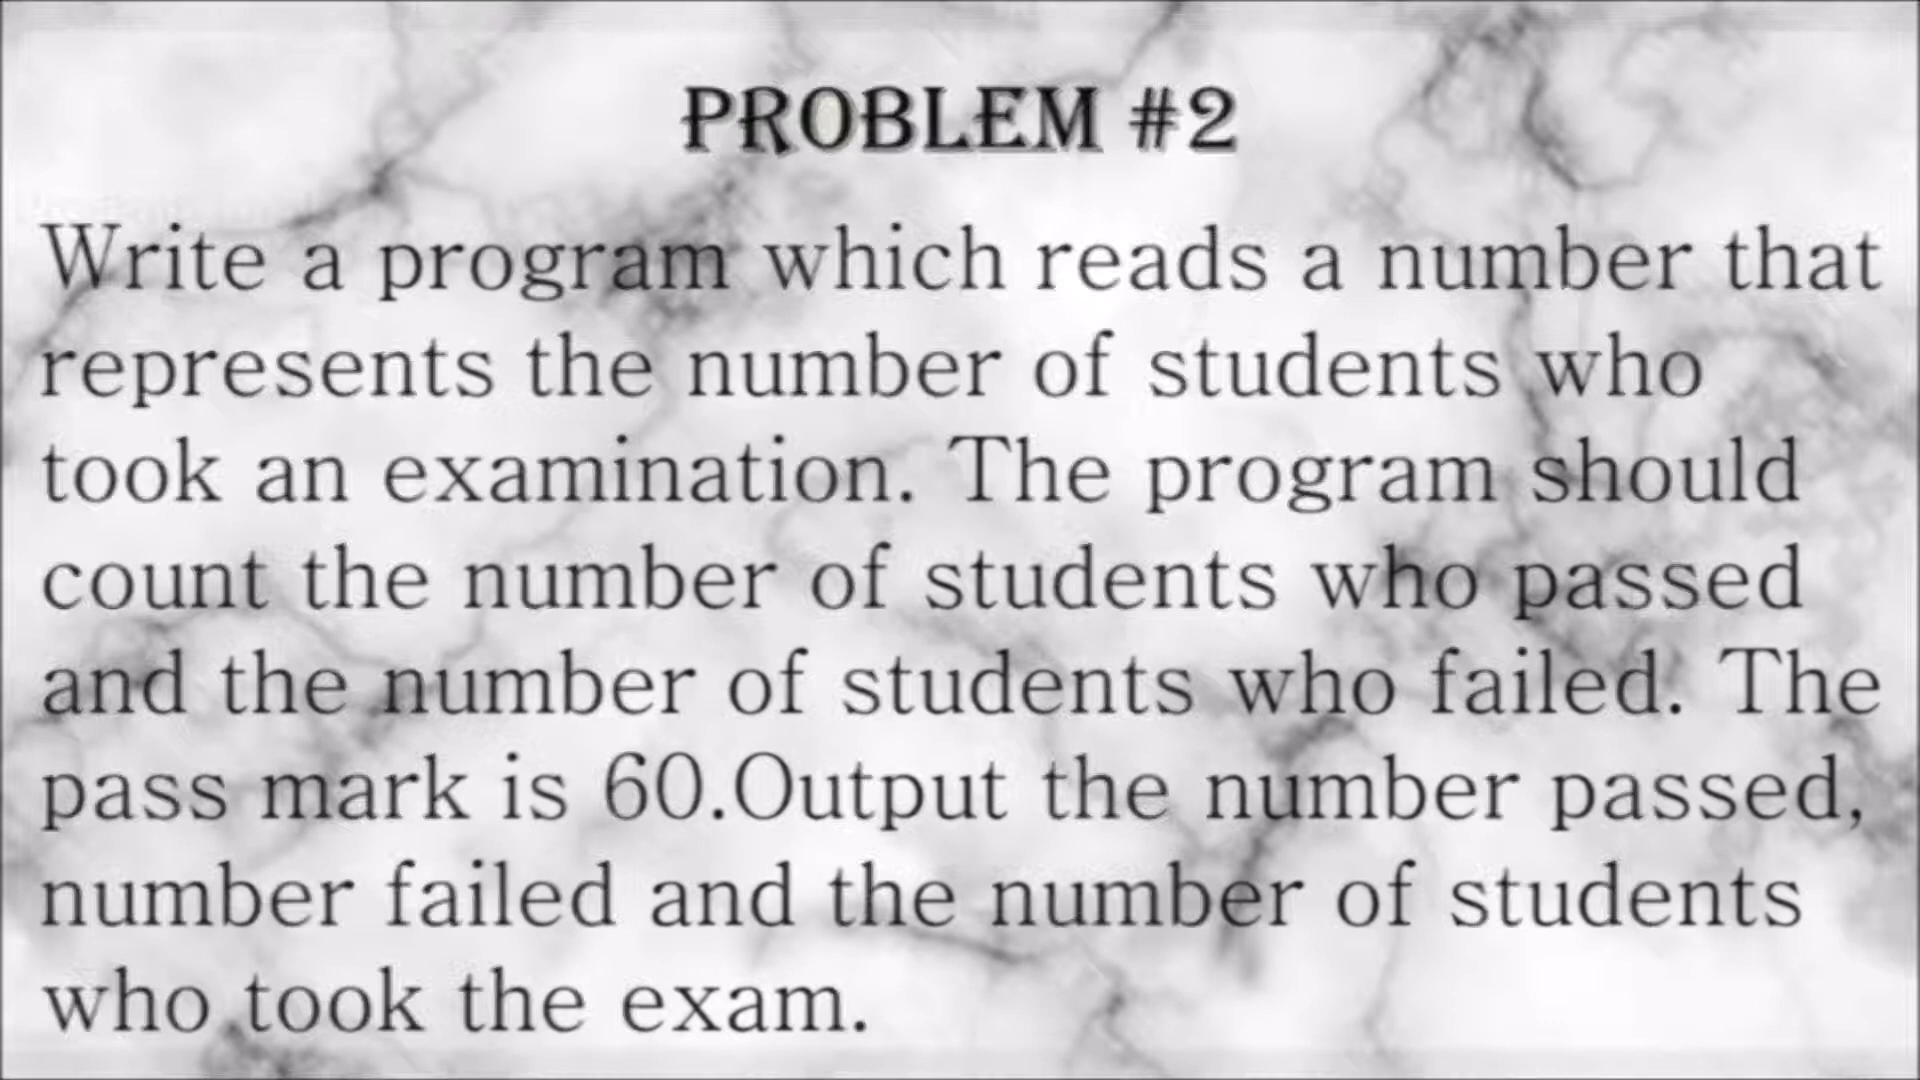 PROBLEM #2
Write a program which reads a number that
represents the number of students who
took an examination. The program should
count the number of students who passed
and the number of students who failed. The
pass mark is 60.Output the number passed,
number failed and the number of students
who took the exam.